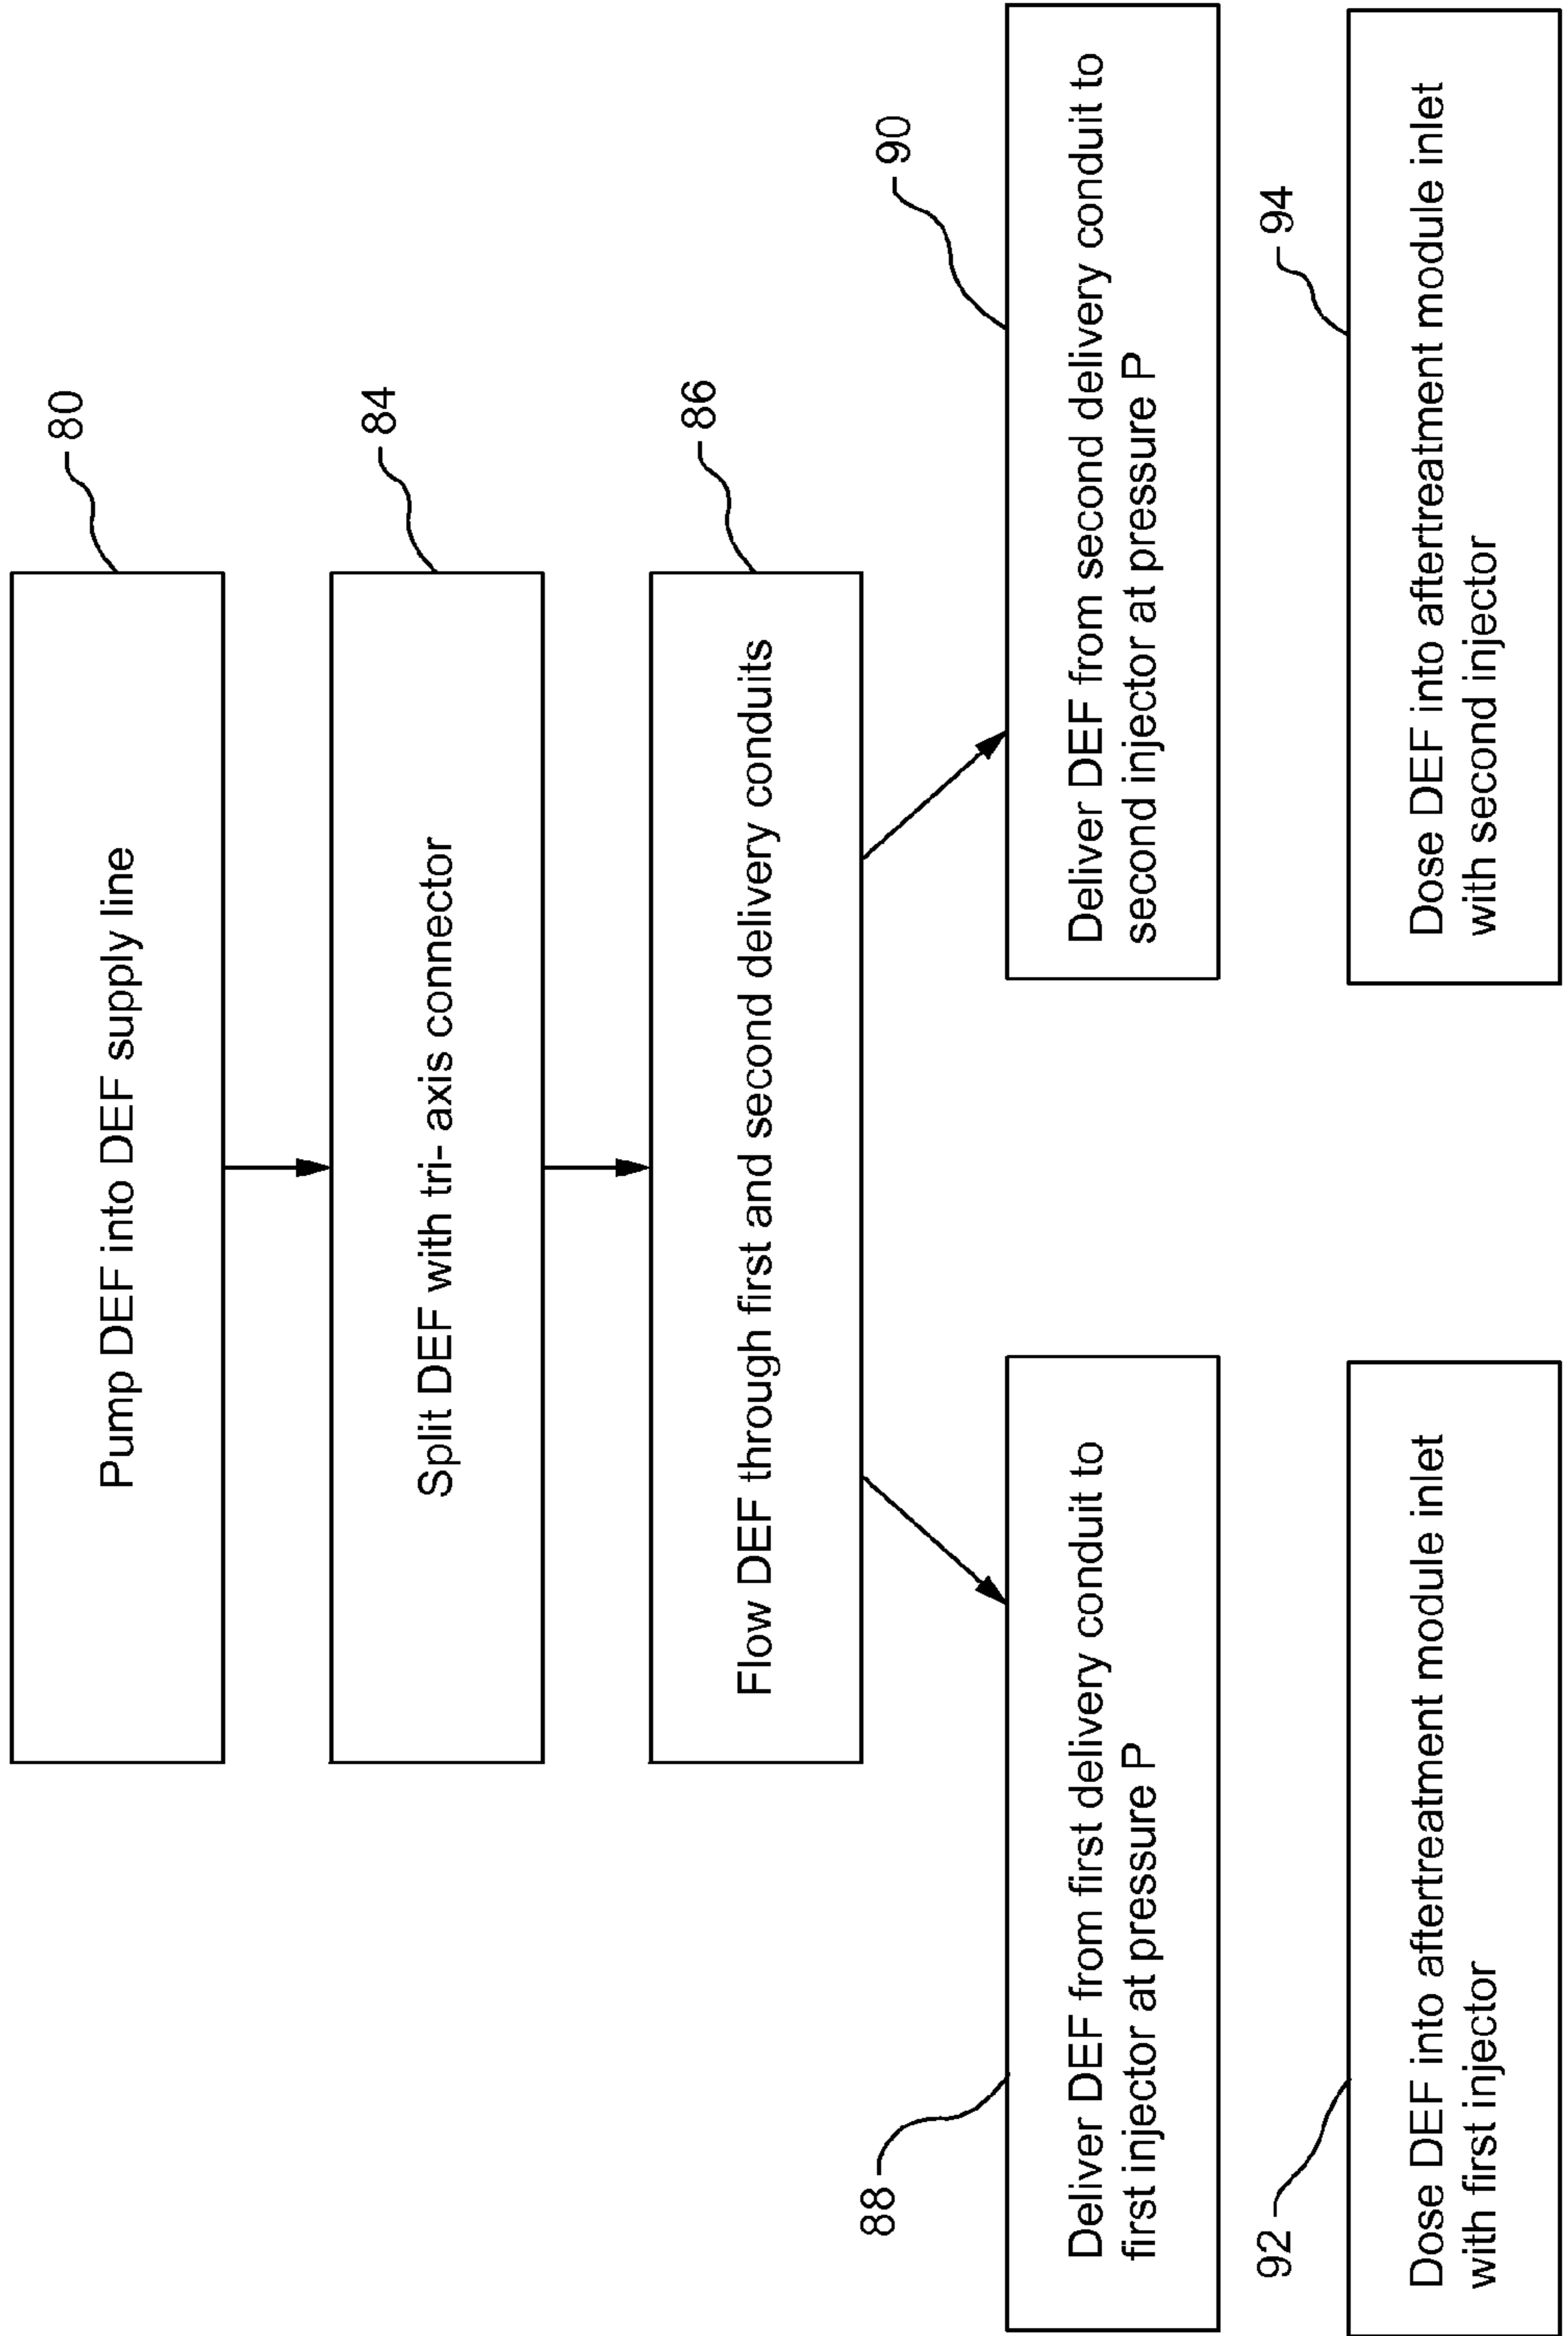 80
Pump DEF into DEF supply line
84
Split DEF with tri- axis connector
86
Flow DEF through first and second delivery conduits
88
Deliver DEF from first delivery conduit to
first injector at pressure P
90
Deliver DEF from second delivery conduit to
second injector at pressure P
92
Dose DEF into aftertreatment module inlet
with first injector
94
Dose DEF into aftertreatment module inlet
with second injector